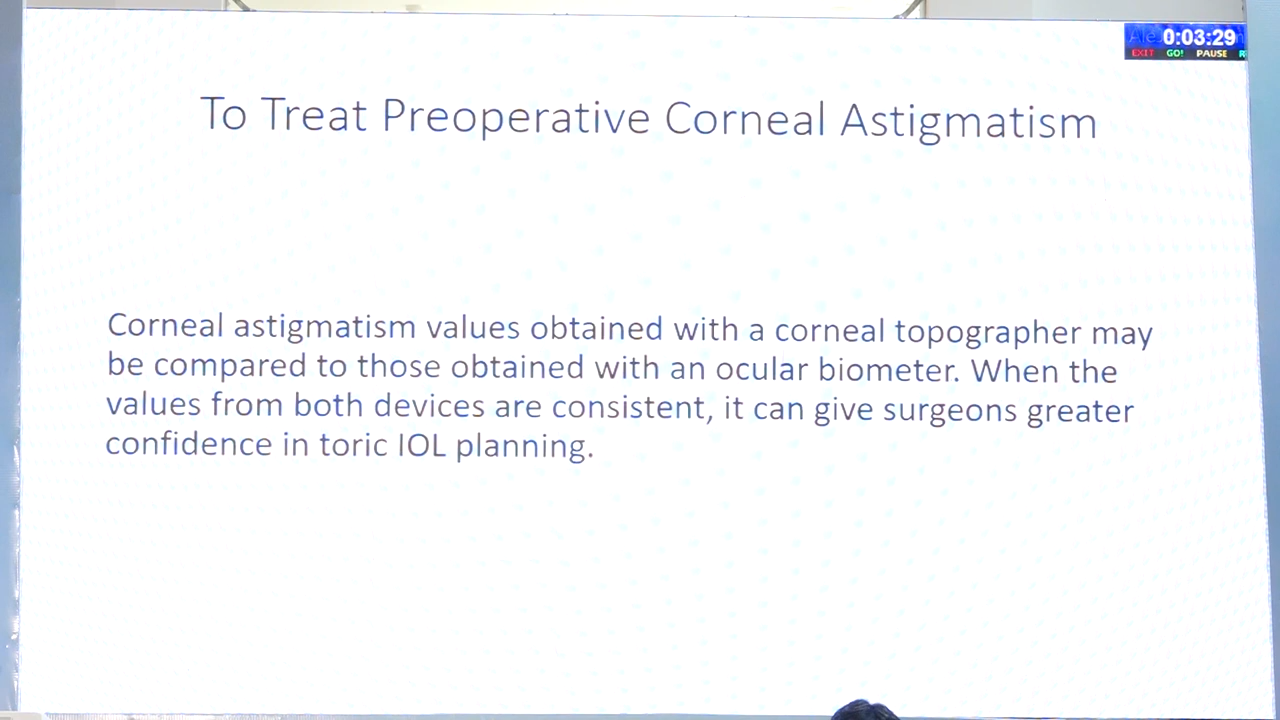 0:03:29
EXIT GO! PAUSE
To Treat Preoperative Corneal Astigmatism
Corneal astigmatism values obtained with a corneal topographer may
be compared to those obtained with an ocular biometer. When the
values from both devices are consistent, it can give surgeons greater
confidence in toric IOL planning.